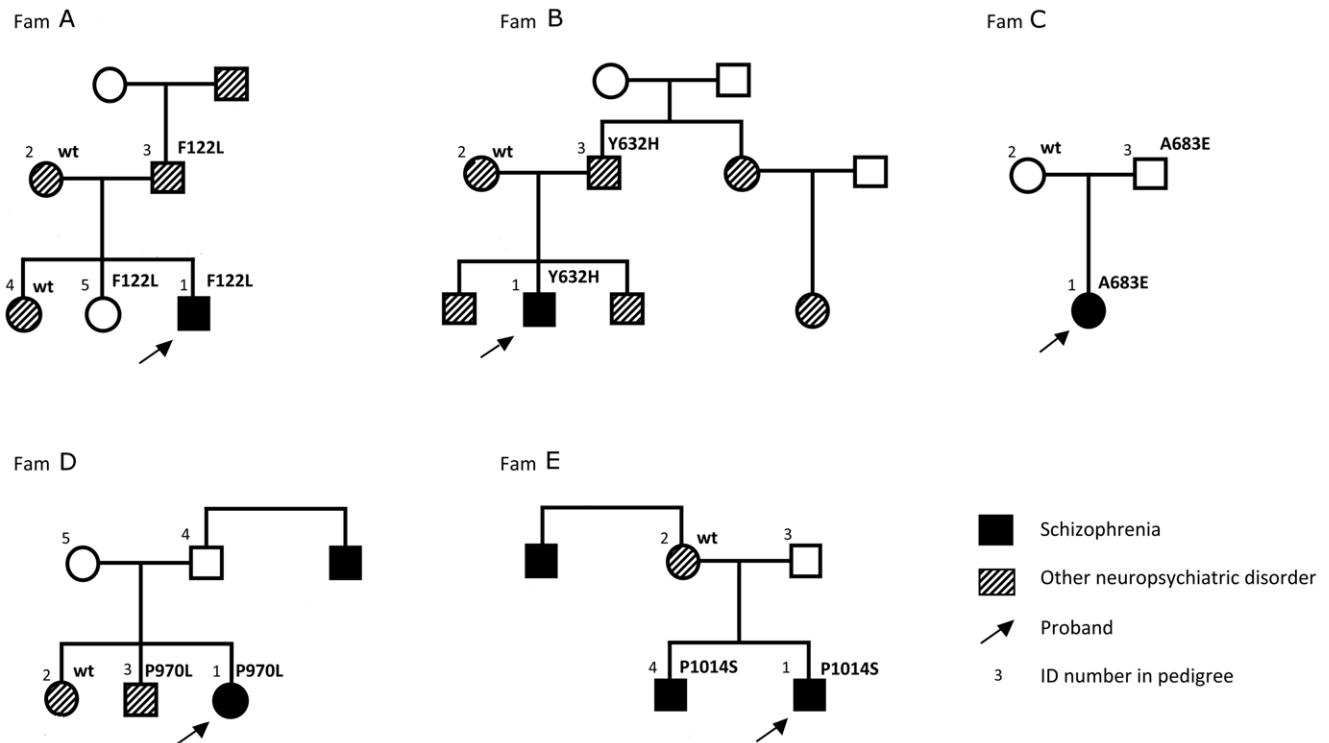 Fam A
Fam B
Fam C
2 wt
3 F122L
2 wt
3 Y632H
2 wt
3 A683E
4 wt
5 F122L
1 F122L
1 Y632H
1 A683E
Fam D
Fam E
5
4
2 wt
3
2 wt
3 P970L
1 P970L
4 P1014S
1 P1014S
Schizophrenia
Other neuropsychiatric disorder
Proband
3 ID number in pedigree